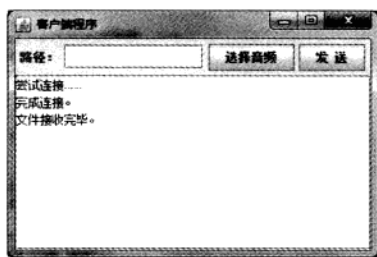 客户端程序
路径： 选择音频 发 送
尝试连接......
完成连接。
文件接收完毕。